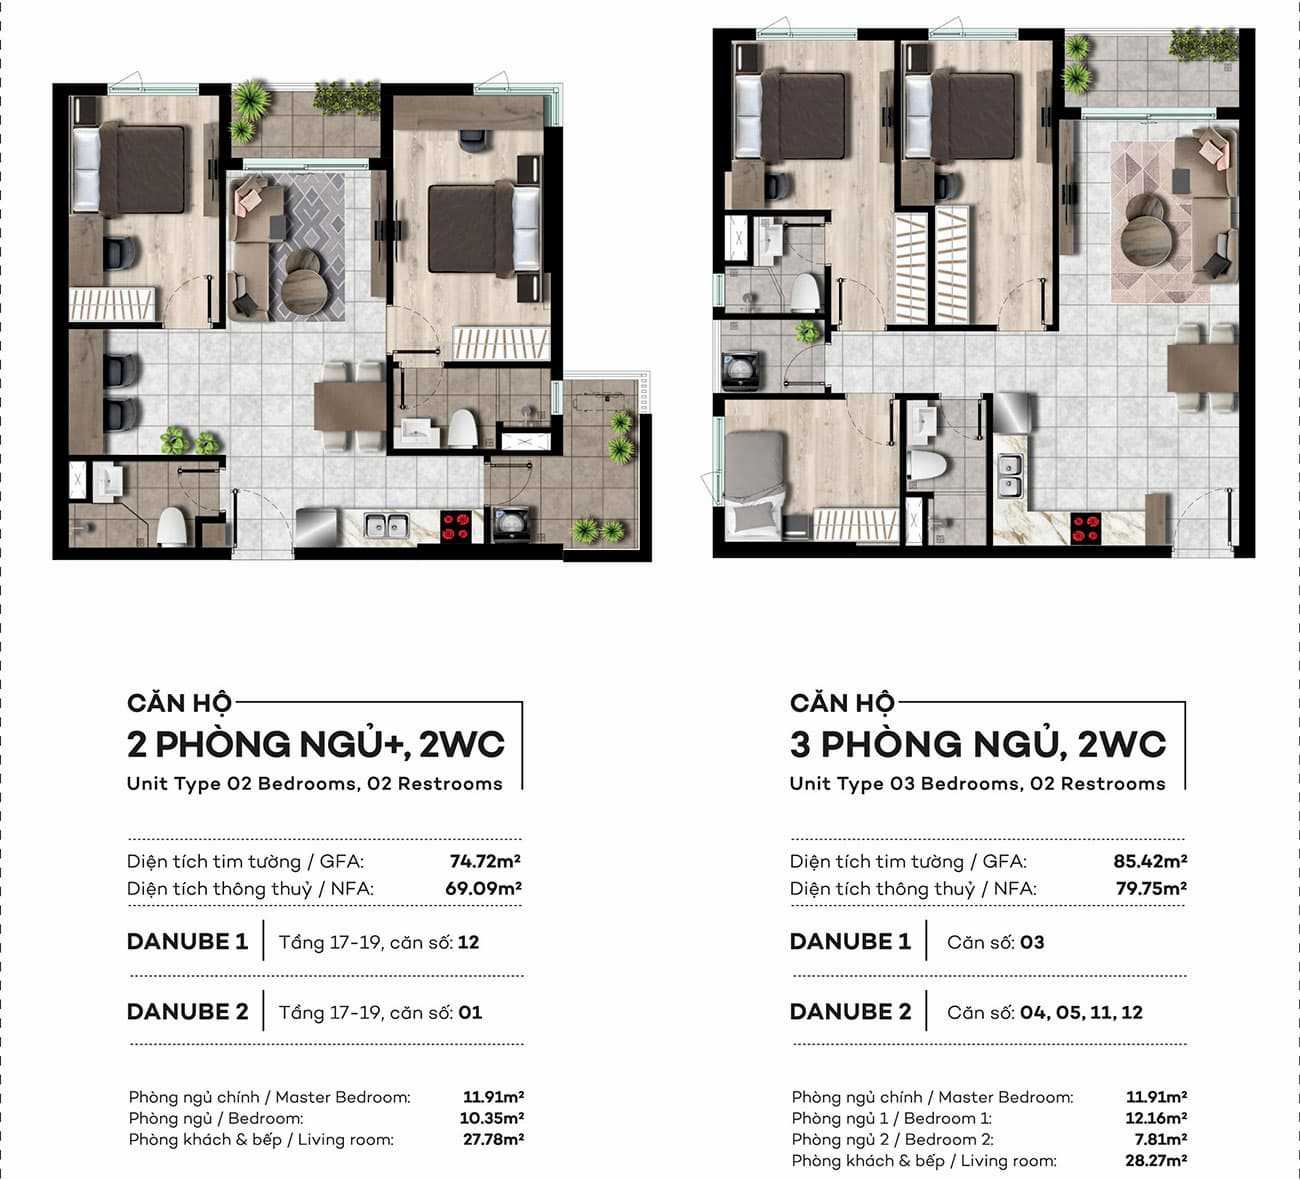 CĂN HỘ
2 PHÒNG NGỦ+, 2WC
Unit Type 02 Bedrooms, 02 Restrooms
Diện tích tim tường / GFA: 74.72m²
Diện tích thông thuỷ / NFA: 69.09m²
DANUBE 1 Tầng 17-19, căn số: 12
DANUBE 2 Tầng 17-19, căn số: 01
Phòng ngủ chính / Master Bedroom: 11.91m²
Phòng ngủ / Bedroom: 10.35m²
Phòng khách & bếp / Living room: 27.78m²
CĂN HỘ
3 PHÒNG NGỦ, 2WC
Unit Type 03 Bedrooms, 02 Restrooms
Diện tích tim tường / GFA: 85.42m²
Diện tích thông thuỷ / NFA: 79.75m²
DANUBE 1 Căn số: 03
DANUBE 2 Căn số: 04, 05, 11, 12
Phòng ngủ chính / Master Bedroom: 11.91m²
Phòng ngủ 1 / Bedroom 1: 12.16m²
Phòng ngủ 2 / Bedroom 2: 7.81m²
Phòng khách & bếp / Living room: 28.27m²